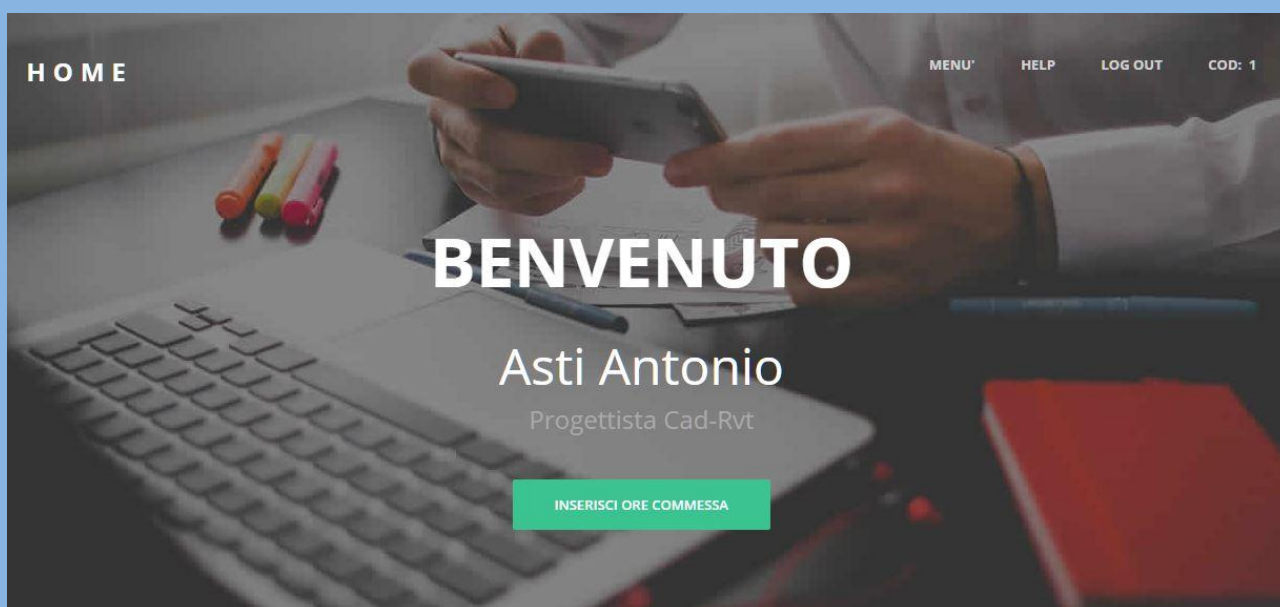 HOME
MENU' HELP LOG OUT COD: 1
BENVENUTO
Asti Antonio
Progettista Cad-Rvt
INSERISCI ORE COMMESSA